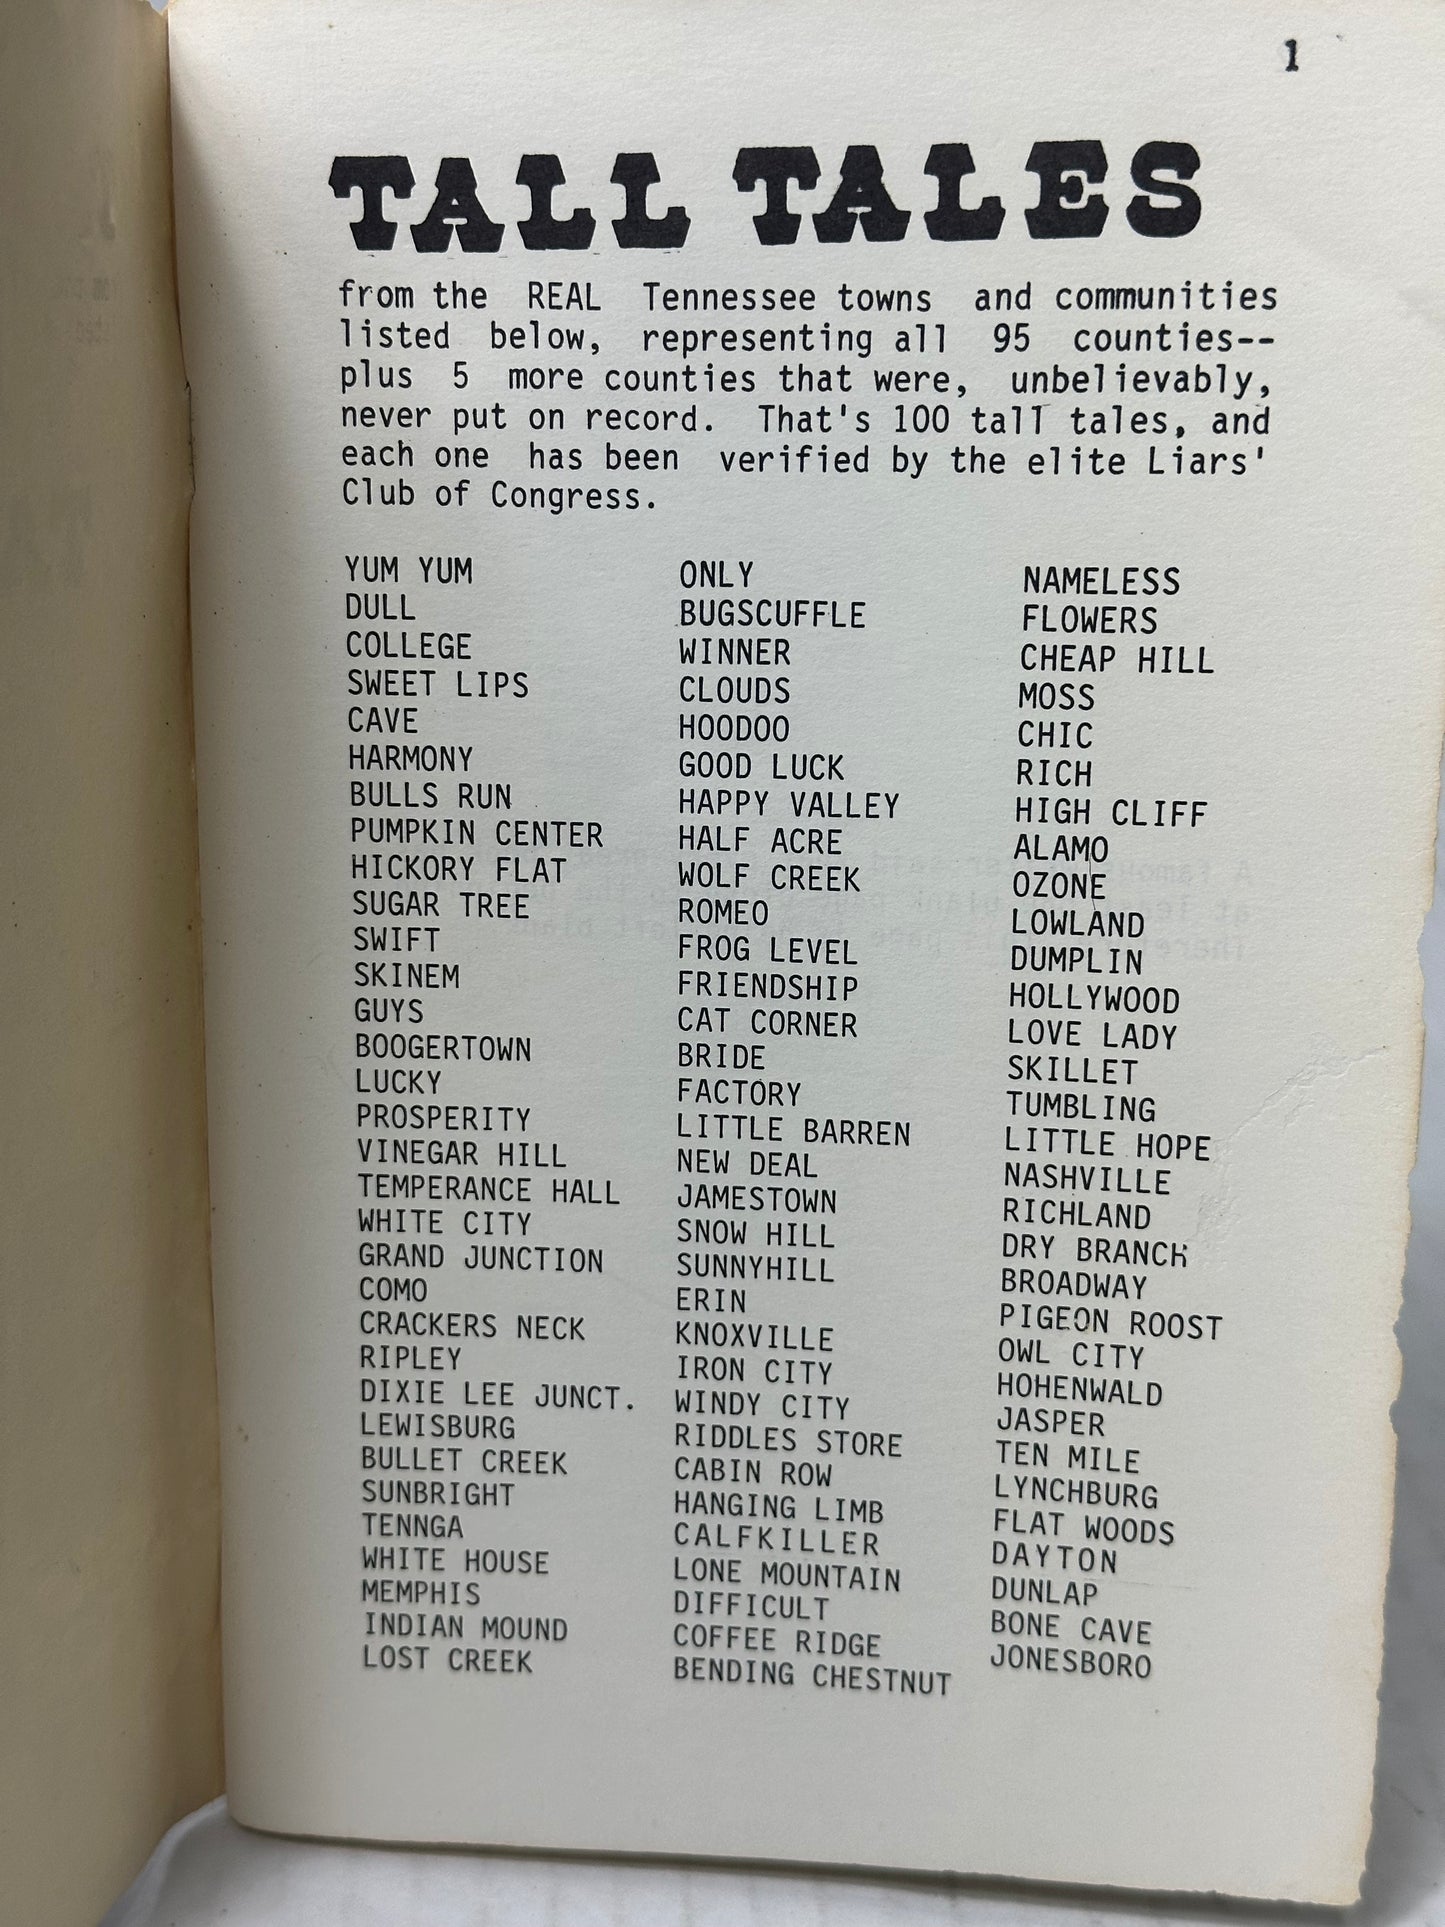 1
TALL TALES
from the REAL Tennessee towns and communities
listed below, representing all 95 counties--
plus 5 more counties that were, unbelievably,
never put on record. That's 100 tall tales, and
each one has been verified by the elite Liars'
Club of Congress.
YUM YUM
DULL
COLLEGE
SWEET LIPS
CAVE
HARMONY
BULLS RUN
PUMPKIN CENTER
HICKORY FLAT
SUGAR TREE
SWIFT
SKINEM
GUYS
BOOGERTOWN
LUCKY
PROSPERITY
VINEGAR HILL
TEMPERANCE HALL
WHITE CITY
GRAND JUNCTION
COMO
CRACKERS NECK
RIPLEY
DIXIE LEE JUNCT.
LEWISBURG
BULLET CREEK
SUNBRIGHT
TENNGA
WHITE HOUSE
MEMPHIS
INDIAN MOUND
LOST CREEK
ONLY
BUGSCUFFLE
WINNER
CLOUDS
HOODOO
GOOD LUCK
HAPPY VALLEY
HALF ACRE
WOLF CREEK
ROMEO
FROG LEVEL
FRIENDSHIP
CAT CORNER
BRIDE
FACTORY
LITTLE BARREN
NEW DEAL
JAMESTOWN
SNOW HILL
SUNNYHILL
ERIN
KNOXVILLE
IRON CITY
WINDY CITY
RIDDLES STORE
CABIN ROW
HANGING LIMB
CALFKILLER
LONE MOUNTAIN
DIFFICULT
COFFEE RIDGE
BENDING CHESTNUT
NAMELESS
FLOWERS
CHEAP HILL
MOSS
CHIC
RICH
HIGH CLIFF
ALAMO
OZONE
LOWLAND
DUMPLIN
HOLLYWOOD
LOVE LADY
SKILLET
TUMBLING
LITTLE HOPE
NASHVILLE
RICHLAND
DRY BRANCH
BROADWAY
PIGEON ROOST
OWL CITY
HOHENWALD
JASPER
TEN MILE
LYNCHBURG
FLAT WOODS
DAYTON
DUNLAP
BONE CAVE
JONESBORO